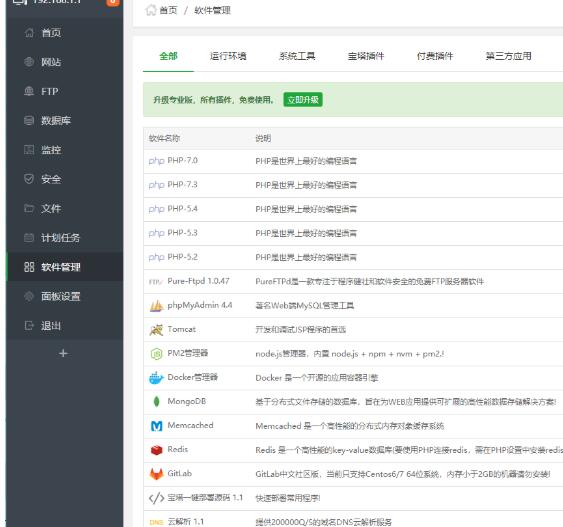 192.168.1.1
0
首页
网站
FTP
数据库
监控
安全
文件
计划任务
软件管理
面板设置
退出
+
首页 / 软件管理
全部 运行环境 系统工具 宝塔插件 付费插件 第三方应用
升级专业版，所有插件，免费使用。 立即升级
软件名称 说明
php PHP-7.0 PHP是世界上最好的编程语言
php PHP-7.3 PHP是世界上最好的编程语言
php PHP-5.4 PHP是世界上最好的编程语言
php PHP-5.3 PHP是世界上最好的编程语言
php PHP-5.2 PHP是世界上最好的编程语言
Pure-Ftpd 1.0.47 PureFTPd是一款专注于程序健壮和软件安全的免费FTP服务器软件
phpMyAdmin 4.4 著名Web端MySQL管理工具
Tomcat 开发和调试JSP程序的首选
PM2管理器 node.js管理器，内置 node.js + npm + nvm + pm2.!
Docker管理器 Docker 是一个开源的应用容器引擎
MongoDB 基于分布式文件存储的数据库，旨在为WEB应用提供可扩展的高性能数据存储解决方案!
Memcached Memcached 是一个高性能的分布式内存对象缓存系统
Redis Redis 是一个高性能的key-value数据库(要使用PHP连接redis，需在PHP设置中安装redis
GitLab GitLab中文社区版，当前只支持Centos6/7 64位系统，内存小于2GB的机器请勿安装!
宝塔一键部署源码 1.1 快速部署常用程序!
DNS 云解析 1.1 提供200000Q/S的域名DNS云解析服务